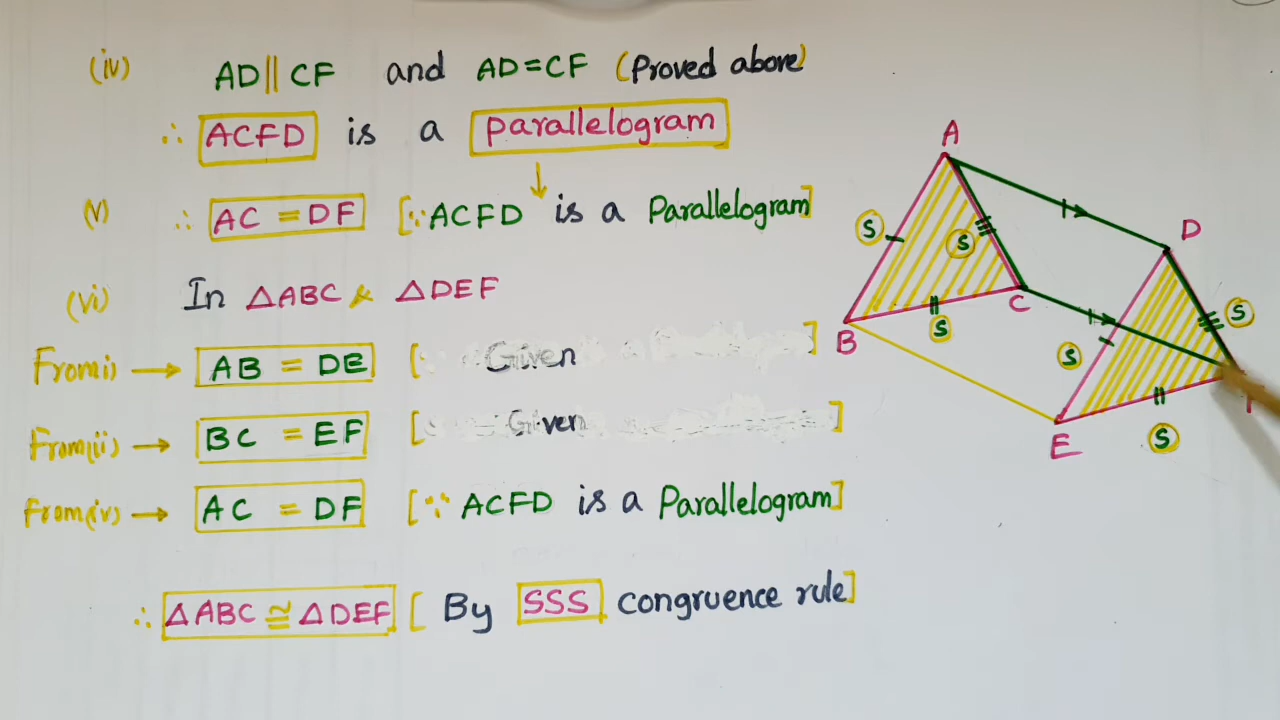 (iv) AD || CF and AD = CF (Proved above)
∴ ACFD is a parallelogram
(v) ∴ AC = DF [∵ ACFD is a Parallelogram]
(vi) In △ABC & △DEF
From(i) → AB = DE [∵ Given ]
From(ii) → BC = EF [ Given ]
From(iv) → AC = DF [∵ ACFD is a Parallelogram]
∴ △ABC ≅ △DEF [ By SSS congruence rule]
A
D
S
S
C
S
B
S
S
E
S